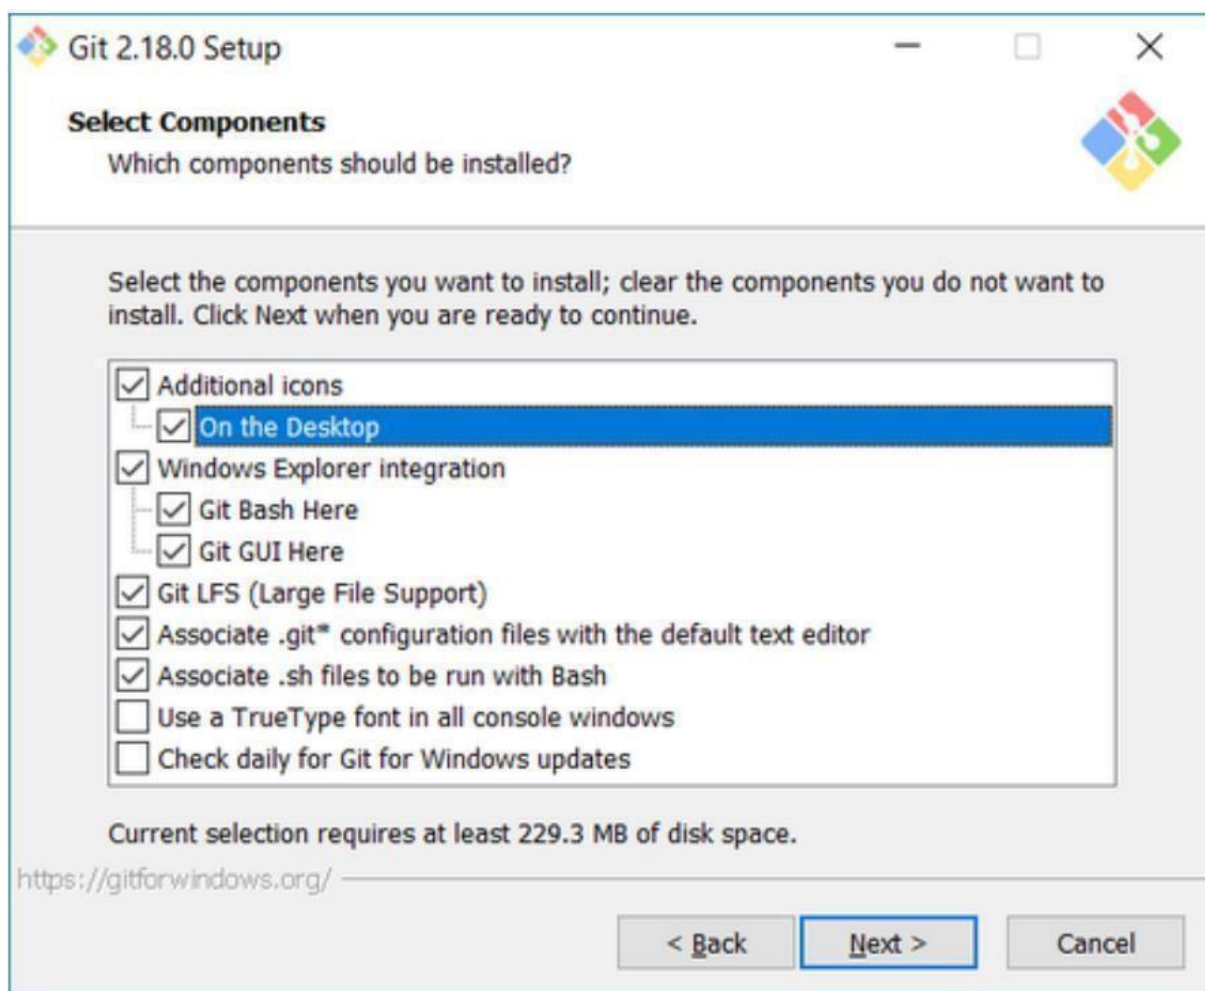 Git 2.18.0 Setup
Select Components
Which components should be installed?
Select the components you want to install; clear the components you do not want to
install. Click Next when you are ready to continue.
Additional icons
On the Desktop
Windows Explorer integration
Git Bash Here
Git GUI Here
Git LFS (Large File Support)
Associate .git* configuration files with the default text editor
Associate .sh files to be run with Bash
Use a TrueType font in all console windows
Check daily for Git for Windows updates
Current selection requires at least 229.3 MB of disk space.
https://gitforwindows.org/
< Back Next > Cancel